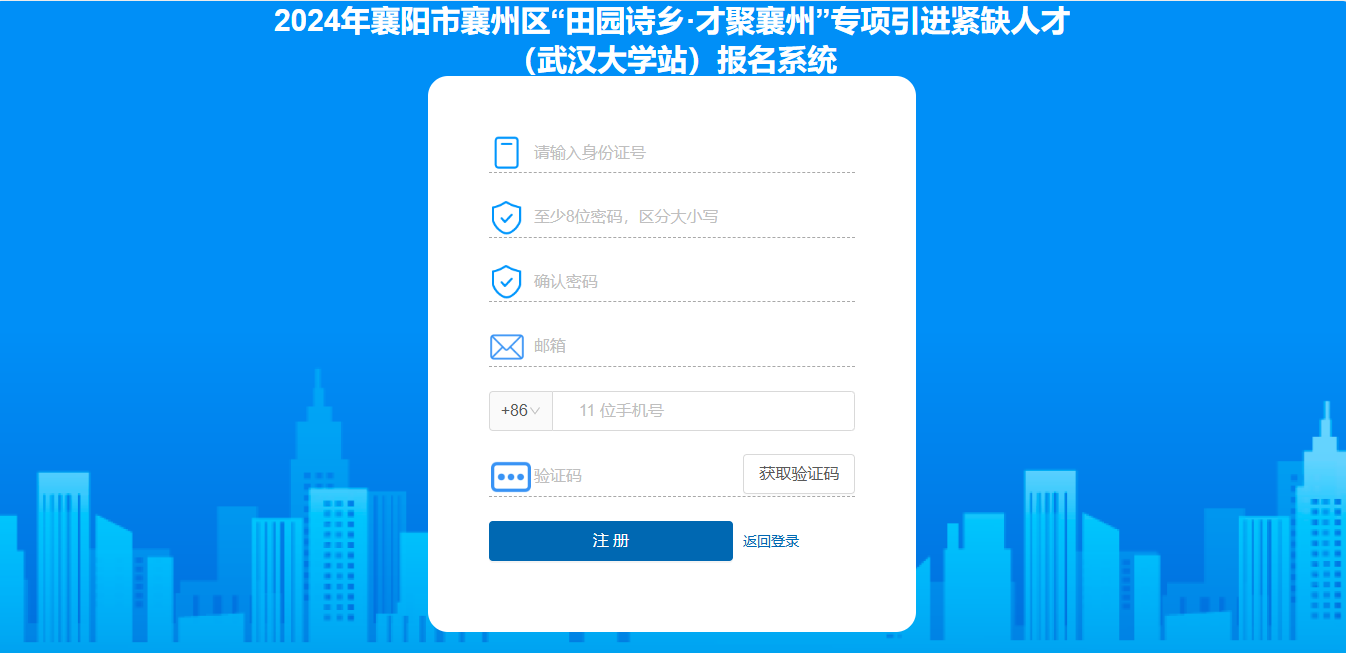 2024年襄阳市襄州区“田园诗乡·才聚襄州”专项引进紧缺人才
（武汉大学站）报名系统
请输入身份证号
至少8位密码，区分大小写
确认密码
邮箱
+86 11 位手机号
验证码 获取验证码
注 册 返回登录